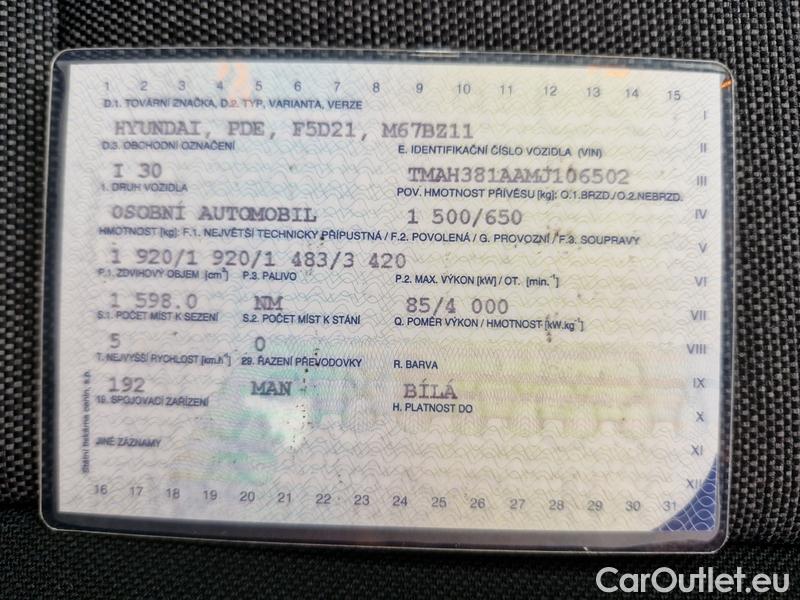 1 2 3 4 5 6 7 8 9 10 11 12 13 14 15
D.1. TOVÁRNÍ ZNAČKA, D.2. TYP, VARIANTA, VERZE
I
HYUNDAI, PDE, F5D21, M67BZ11
D.3. OBCHODNÍ OZNAČENÍ E. IDENTIFIKAČNÍ ČÍSLO VOZIDLA (VIN)
II
I 30 TMAH381AAMJ106502
III
1. DRUH VOZIDLA POV. HMOTNOST PŘÍVĚSU [kg]: O.1.BRZD./O.2.NEBRZD.
OSOBNÍ AUTOMOBIL 1 500/650
IV
HMOTNOST [kg]: F.1. NEJVĚTŠÍ TECHNICKY PŘÍPUSTNÁ / F.2. POVOLENÁ / G. PROVOZNÍ / F.3. SOUPRAVY
V
1 920/1 920/1 483/3 420
P.1. ZDVIHOVÝ OBJEM [cm³] P.3. PALIVO P.2. MAX. VÝKON [kW] / OT. [min.⁻¹]
VI
1 598.0 NM 85/4 000
S.1. POČET MÍST K SEZENÍ S.2. POČET MÍST K STÁNÍ Q. POMĚR VÝKON / HMOTNOST [kW.kg⁻¹]
VII
5 0
VIII
T. NEJVYŠŠÍ RYCHLOST [km.h⁻¹] 29. ŘAZENÍ PŘEVODOVKY R. BARVA
192 MAN BÍLÁ
IX
19. SPOJOVACÍ ZAŘÍZENÍ H. PLATNOST DO
X
JINÉ ZÁZNAMY
XI
XII
Státní tiskárna cenin, s.p.
16 17 18 19 20 21 22 23 24 25 26 27 28 29 30 31
CarOutlet.eu